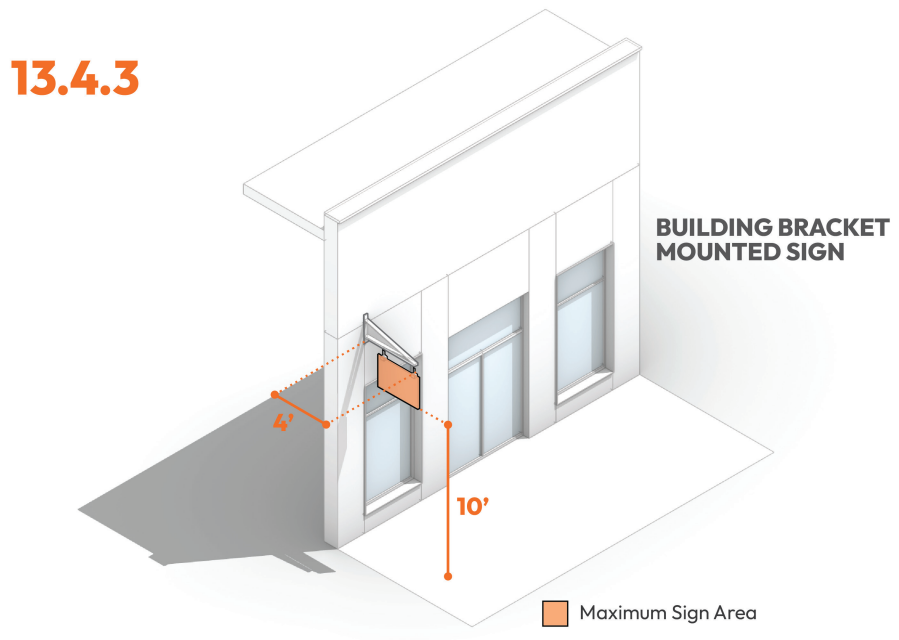 13.4.3
BUILDING BRACKET
MOUNTED SIGN
4’
10’
Maximum Sign Area